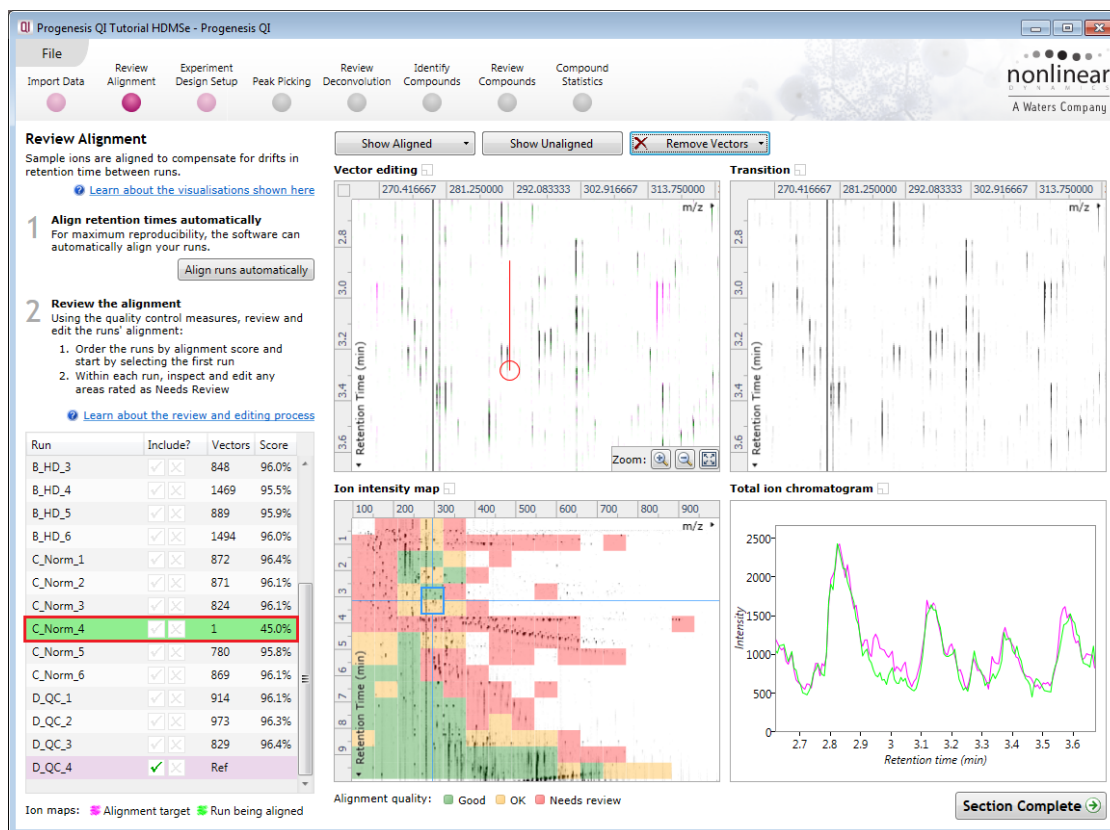 Progenesis QI Tutorial HDMSe - Progenesis QI
File
Import Data
Review Alignment
Experiment Design Setup
Peak Picking
Review Deconvolution
Identify Compounds
Review Compounds
Compound Statistics
nonlinear
DYNAMICS
A Waters Company
Review Alignment
Sample ions are aligned to compensate for drifts in
retention time between runs.
Learn about the visualisations shown here
1 Align retention times automatically
For maximum reproducibility, the software can
automatically align your runs.
Align runs automatically
2 Review the alignment
Using the quality control measures, review and
edit the runs' alignment:
1. Order the runs by alignment score and
start by selecting the first run
2. Within each run, inspect and edit any
areas rated as Needs Review
Learn about the review and editing process
Run Include? Vectors Score
B_HD_3 848 96.0%
B_HD_4 1469 95.5%
B_HD_5 889 95.9%
B_HD_6 1494 96.0%
C_Norm_1 872 96.4%
C_Norm_2 871 96.1%
C_Norm_3 824 96.1%
C_Norm_4 1 45.0%
C_Norm_5 780 95.8%
C_Norm_6 869 96.1%
D_QC_1 914 96.1%
D_QC_2 973 96.3%
D_QC_3 829 96.4%
D_QC_4 Ref
Ion maps: Alignment target Run being aligned
Show Aligned Show Unaligned Remove Vectors
Vector editing
270.416667 281.250000 292.083333 302.916667 313.750000
m/z
2.8
3.0
3.2
3.4
3.6
Retention Time (min)
Zoom:
Transition
270.416667 281.250000 292.083333 302.916667 313.750000
m/z
2.8
3.0
3.2
3.4
3.6
Retention Time (min)
Ion intensity map
100 200 300 400 500 600 700 800 900
m/z
1
2
3
4
5
6
7
8
9
Retention Time (min)
Alignment quality: Good OK Needs review
Total ion chromatogram
2500
2000
1500
1000
500
0
Intensity
2.7 2.8 2.9 3 3.1 3.2 3.3 3.4 3.5 3.6
Retention time (min)
Section Complete